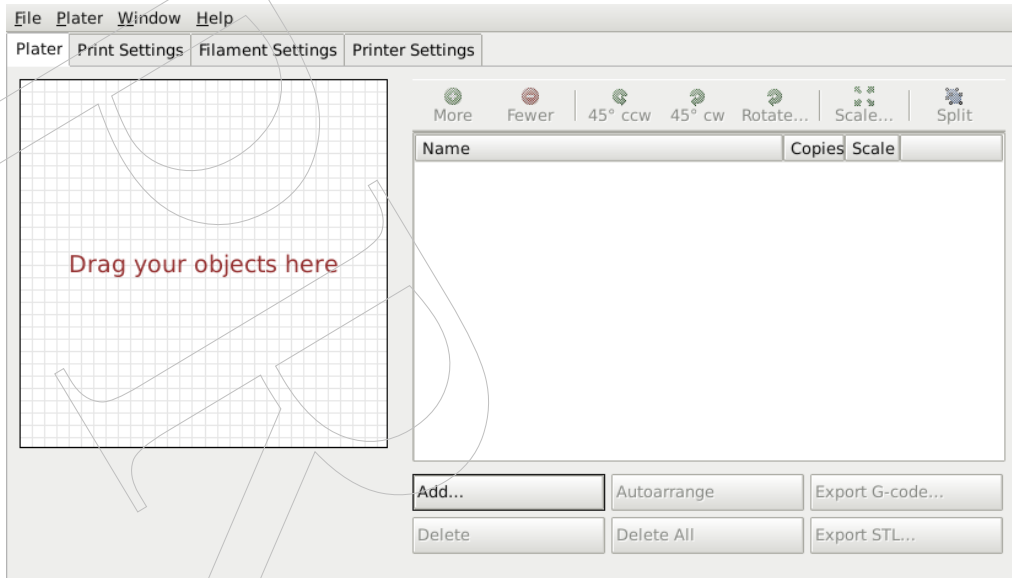 File Plater Window Help
Plater Print Settings Filament Settings Printer Settings
More Fewer 45° ccw 45° cw Rotate... Scale... Split
Name Copies Scale
Drag your objects here
Add... Autoarrange Export G-code...
Delete Delete All Export STL...